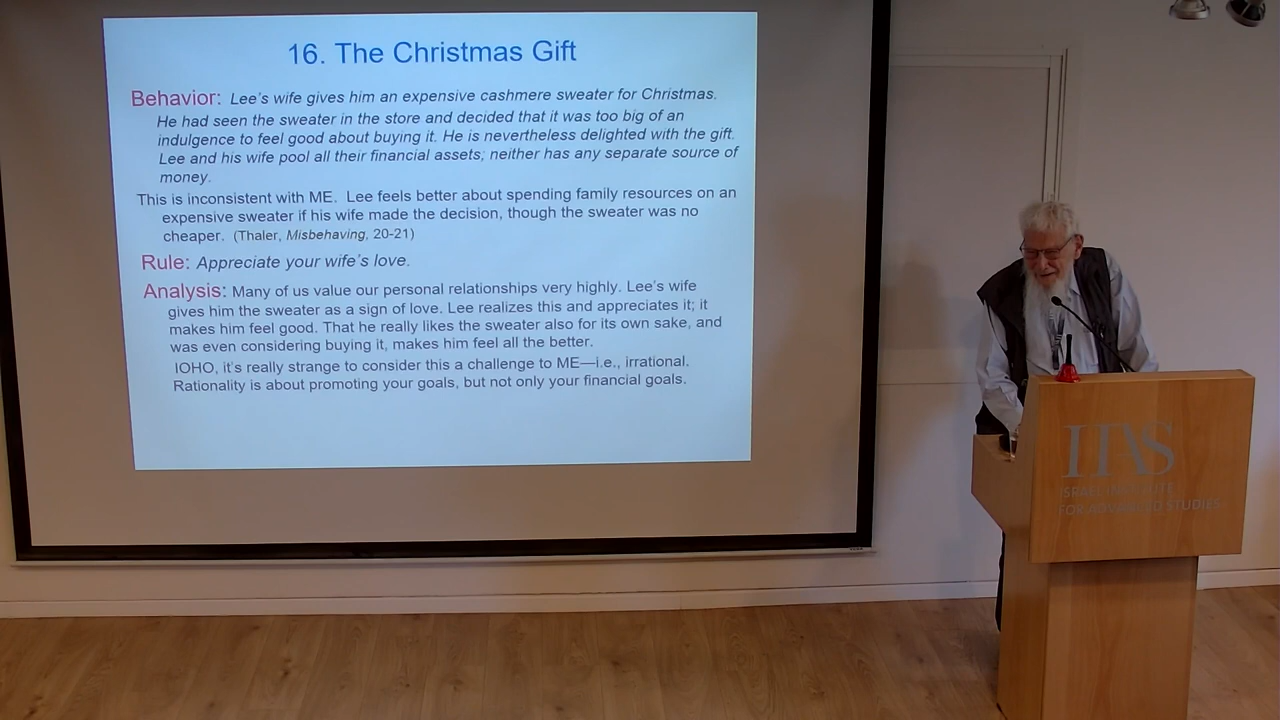 16. The Christmas Gift
Behavior: Lee's wife gives him an expensive cashmere sweater for Christmas.
He had seen the sweater in the store and decided that it was too big of an
indulgence to feel good about buying it. He is nevertheless delighted with the gift.
Lee and his wife pool all their financial assets; neither has any separate source of
money.
This is inconsistent with ME. Lee feels better about spending family resources on an
expensive sweater if his wife made the decision, though the sweater was no
cheaper. (Thaler, Misbehaving, 20-21)
Rule: Appreciate your wife's love.
Analysis: Many of us value our personal relationships very highly. Lee's wife
gives him the sweater as a sign of love. Lee realizes this and appreciates it; it
makes him feel good. That he really likes the sweater also for its own sake, and
was even considering buying it, makes him feel all the better.
IOHO, it's really strange to consider this a challenge to ME—i.e., irrational.
Rationality is about promoting your goals, but not only your financial goals.
IIAS
ISRAEL INSTITUTE
FOR ADVANCED STUDIES